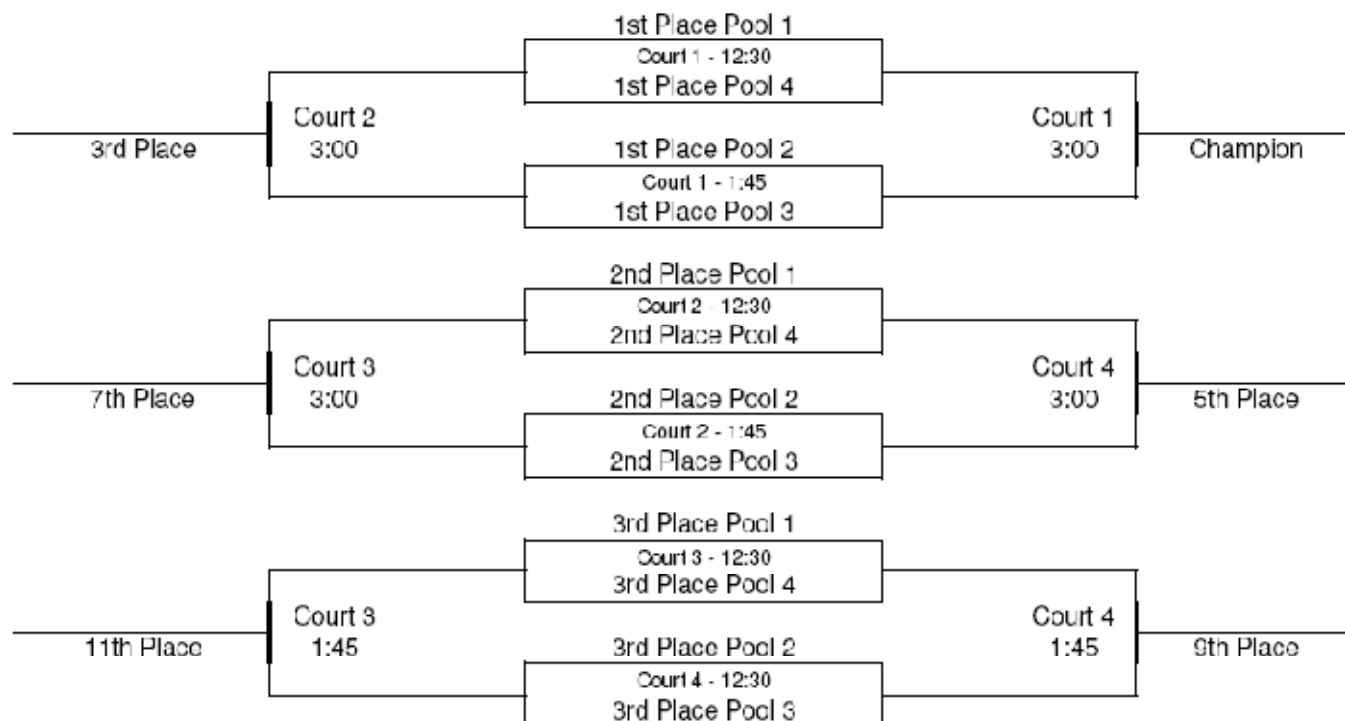 1st Place Pool 1
Court 1 - 12:30
1st Place Pool 4
Court 2
3:00
Court 1
3:00
3rd Place
Champion
1st Place Pool 2
Court 1 - 1:45
1st Place Pool 3
2nd Place Pool 1
Court 2 - 12:30
2nd Place Pool 4
Court 3
3:00
Court 4
3:00
7th Place
5th Place
2nd Place Pool 2
Court 2 - 1:45
2nd Place Pool 3
3rd Place Pool 1
Court 3 - 12:30
3rd Place Pool 4
Court 3
1:45
Court 4
1:45
11th Place
9th Place
3rd Place Pool 2
Court 4 - 12:30
3rd Place Pool 3